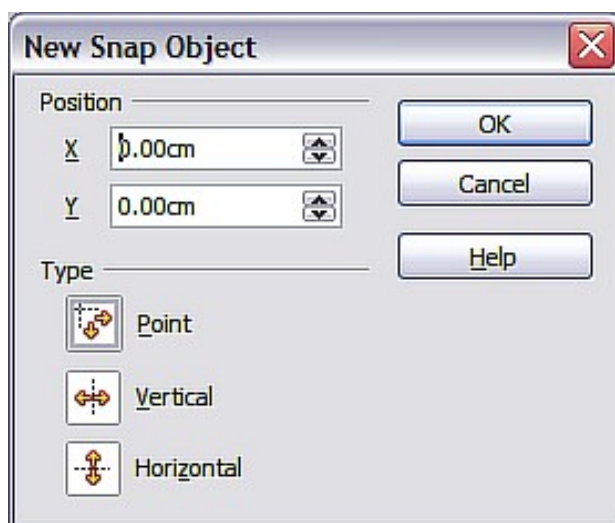 New Snap Object
Position
X 0.00cm
Y 0.00cm
OK
Cancel
Help
Type
Point
Vertical
Horizontal